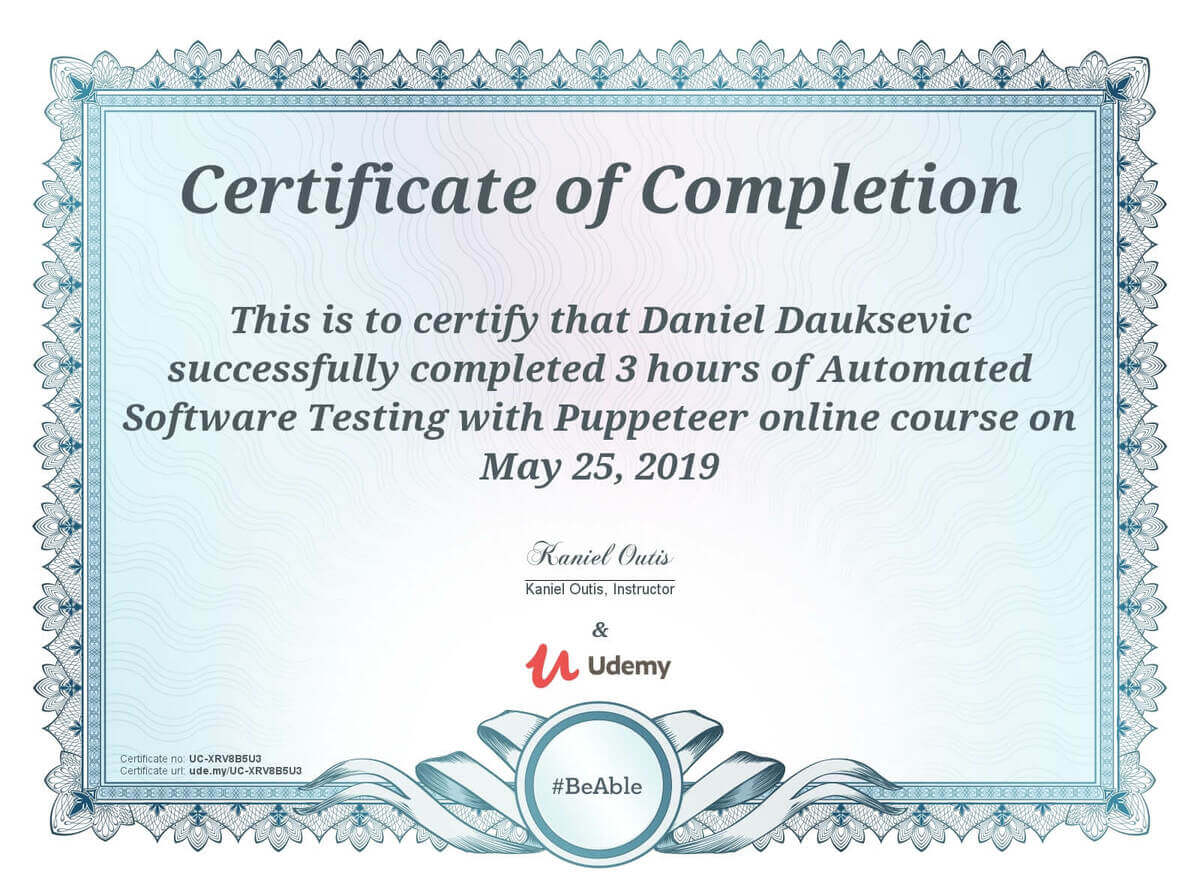 Certificate of Completion
This is to certify that Daniel Dauksevic
successfully completed 3 hours of Automated
Software Testing with Puppeteer online course on
May 25, 2019
Kaniel Outis
Kaniel Outis, Instructor
&
Udemy
Certificate no: UC-XRV8B5U3
Certificate url: ude.my/UC-XRV8B5U3
#BeAble